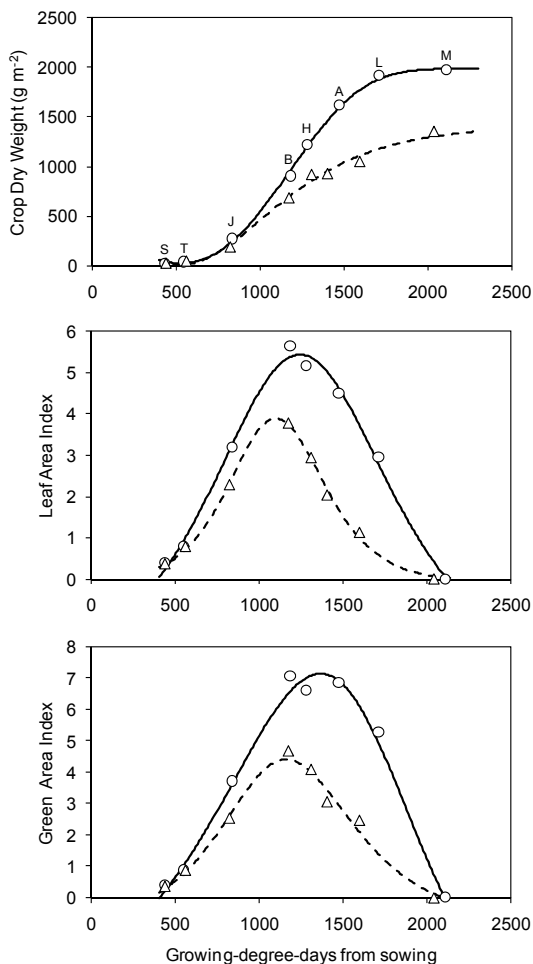 Crop Dry Weight (g m⁻²)
2500
2000
1500
1000
500
0
S T J B H A L M
0 500 1000 1500 2000 2500
Leaf Area Index
6
5
4
3
2
1
0
0 500 1000 1500 2000 2500
Green Area Index
8
7
6
5
4
3
2
1
0
0 500 1000 1500 2000 2500
Growing-degree-days from sowing